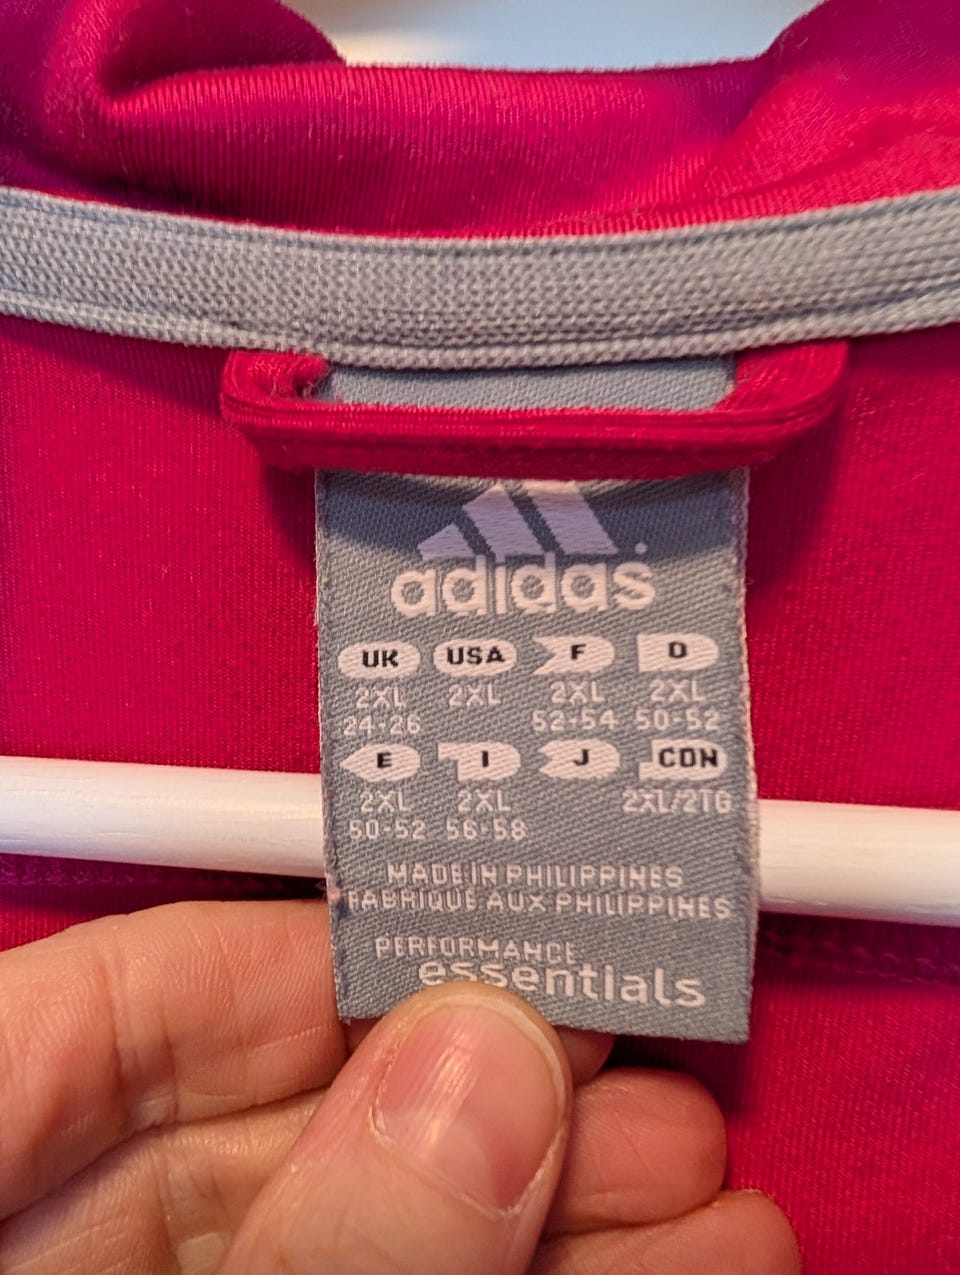 adidas
UK USA F D
2XL 2XL 2XL 2XL
24-26 52-54 50-52
E I J CDN
2XL 2XL 2XL/2TG
50-52 56-58
MADE IN PHILIPPINES
FABRIQUÉ AUX PHILIPPINES
PERFORMANCE
essentials